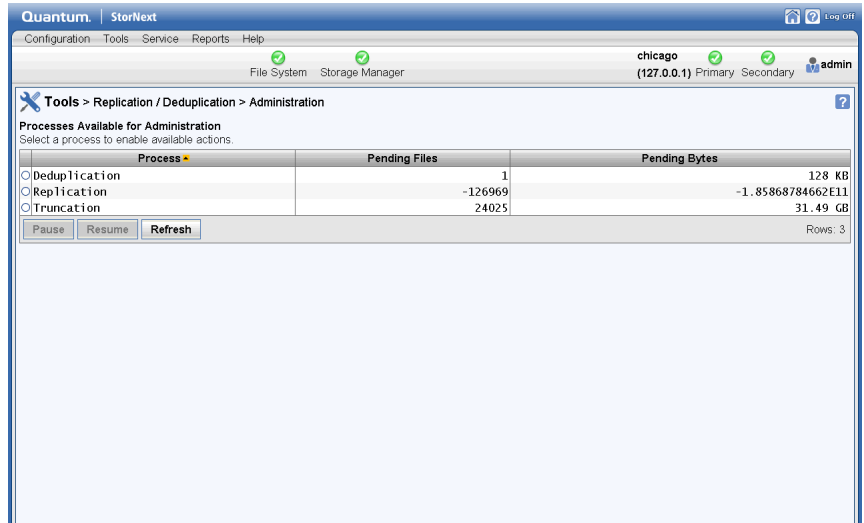 Quantum. StorNext Log Off
Configuration Tools Service Reports Help
File System Storage Manager chicago (127.0.0.1) Primary Secondary admin
Tools > Replication / Deduplication > Administration ?
Processes Available for Administration
Select a process to enable available actions.
Process Pending Files Pending Bytes
Deduplication 1 128 KB
Replication -126969 -1.85868784662E11
Truncation 24025 31.49 GB
Pause Resume Refresh Rows: 3